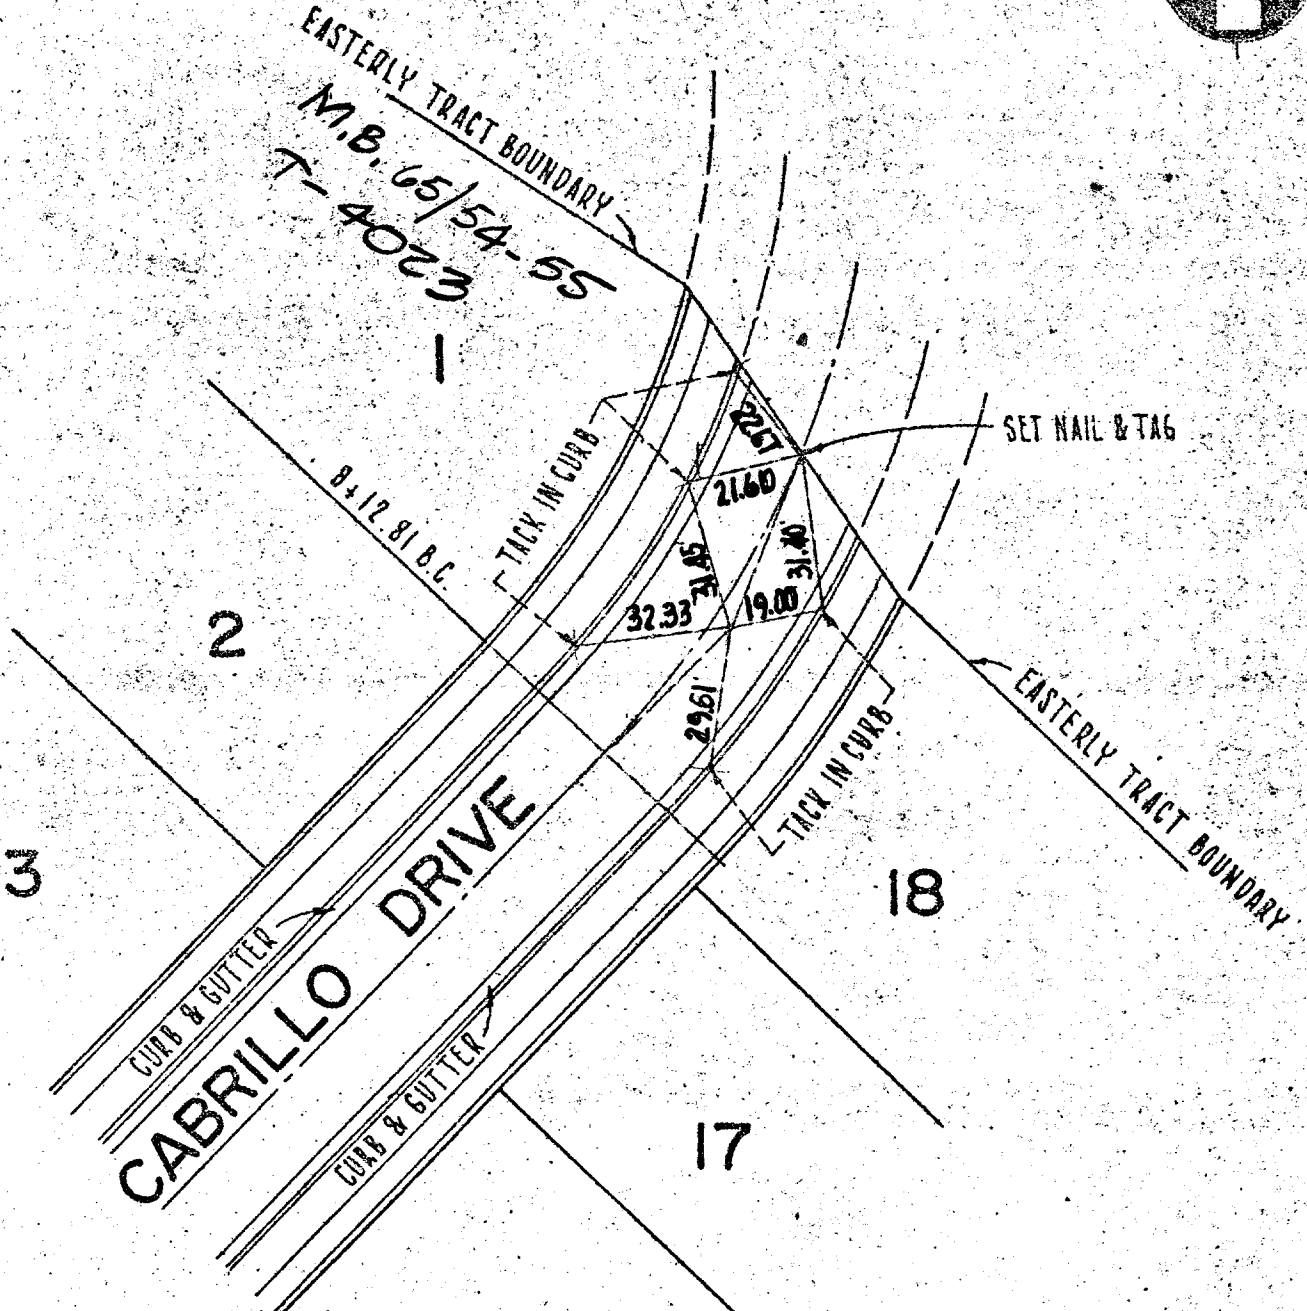 EASTERLY TRACT BOUNDARY
M.B. 65/54-55
T-4023
1
TACK IN CURB
8+12.81 B.C.
SET NAIL & TAG
21.60
31.45'
31.40'
32.33'
19.00'
29.61'
2
3
EASTERLY TRACT BOUNDARY
TACK IN CURB
18
CABRILLO DRIVE
CURB & GUTTER
CURB & GUTTER
17